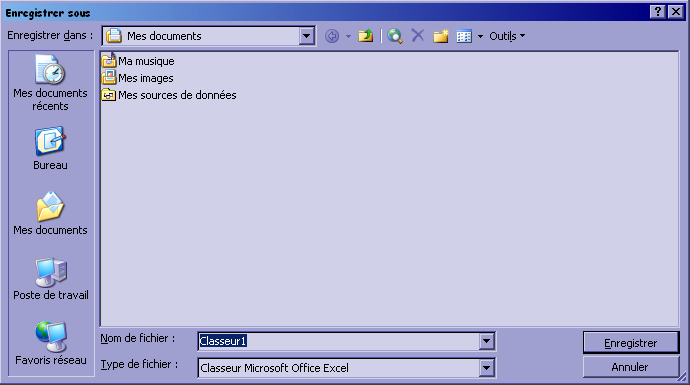 Enregistrer sous
Enregistrer dans :
Mes documents
Outils
Mes documents récents
Bureau
Mes documents
Poste de travail
Favoris réseau
Ma musique
Mes images
Mes sources de données
Nom de fichier :
Classeur1
Enregistrer
Type de fichier :
Classeur Microsoft Office Excel
Annuler